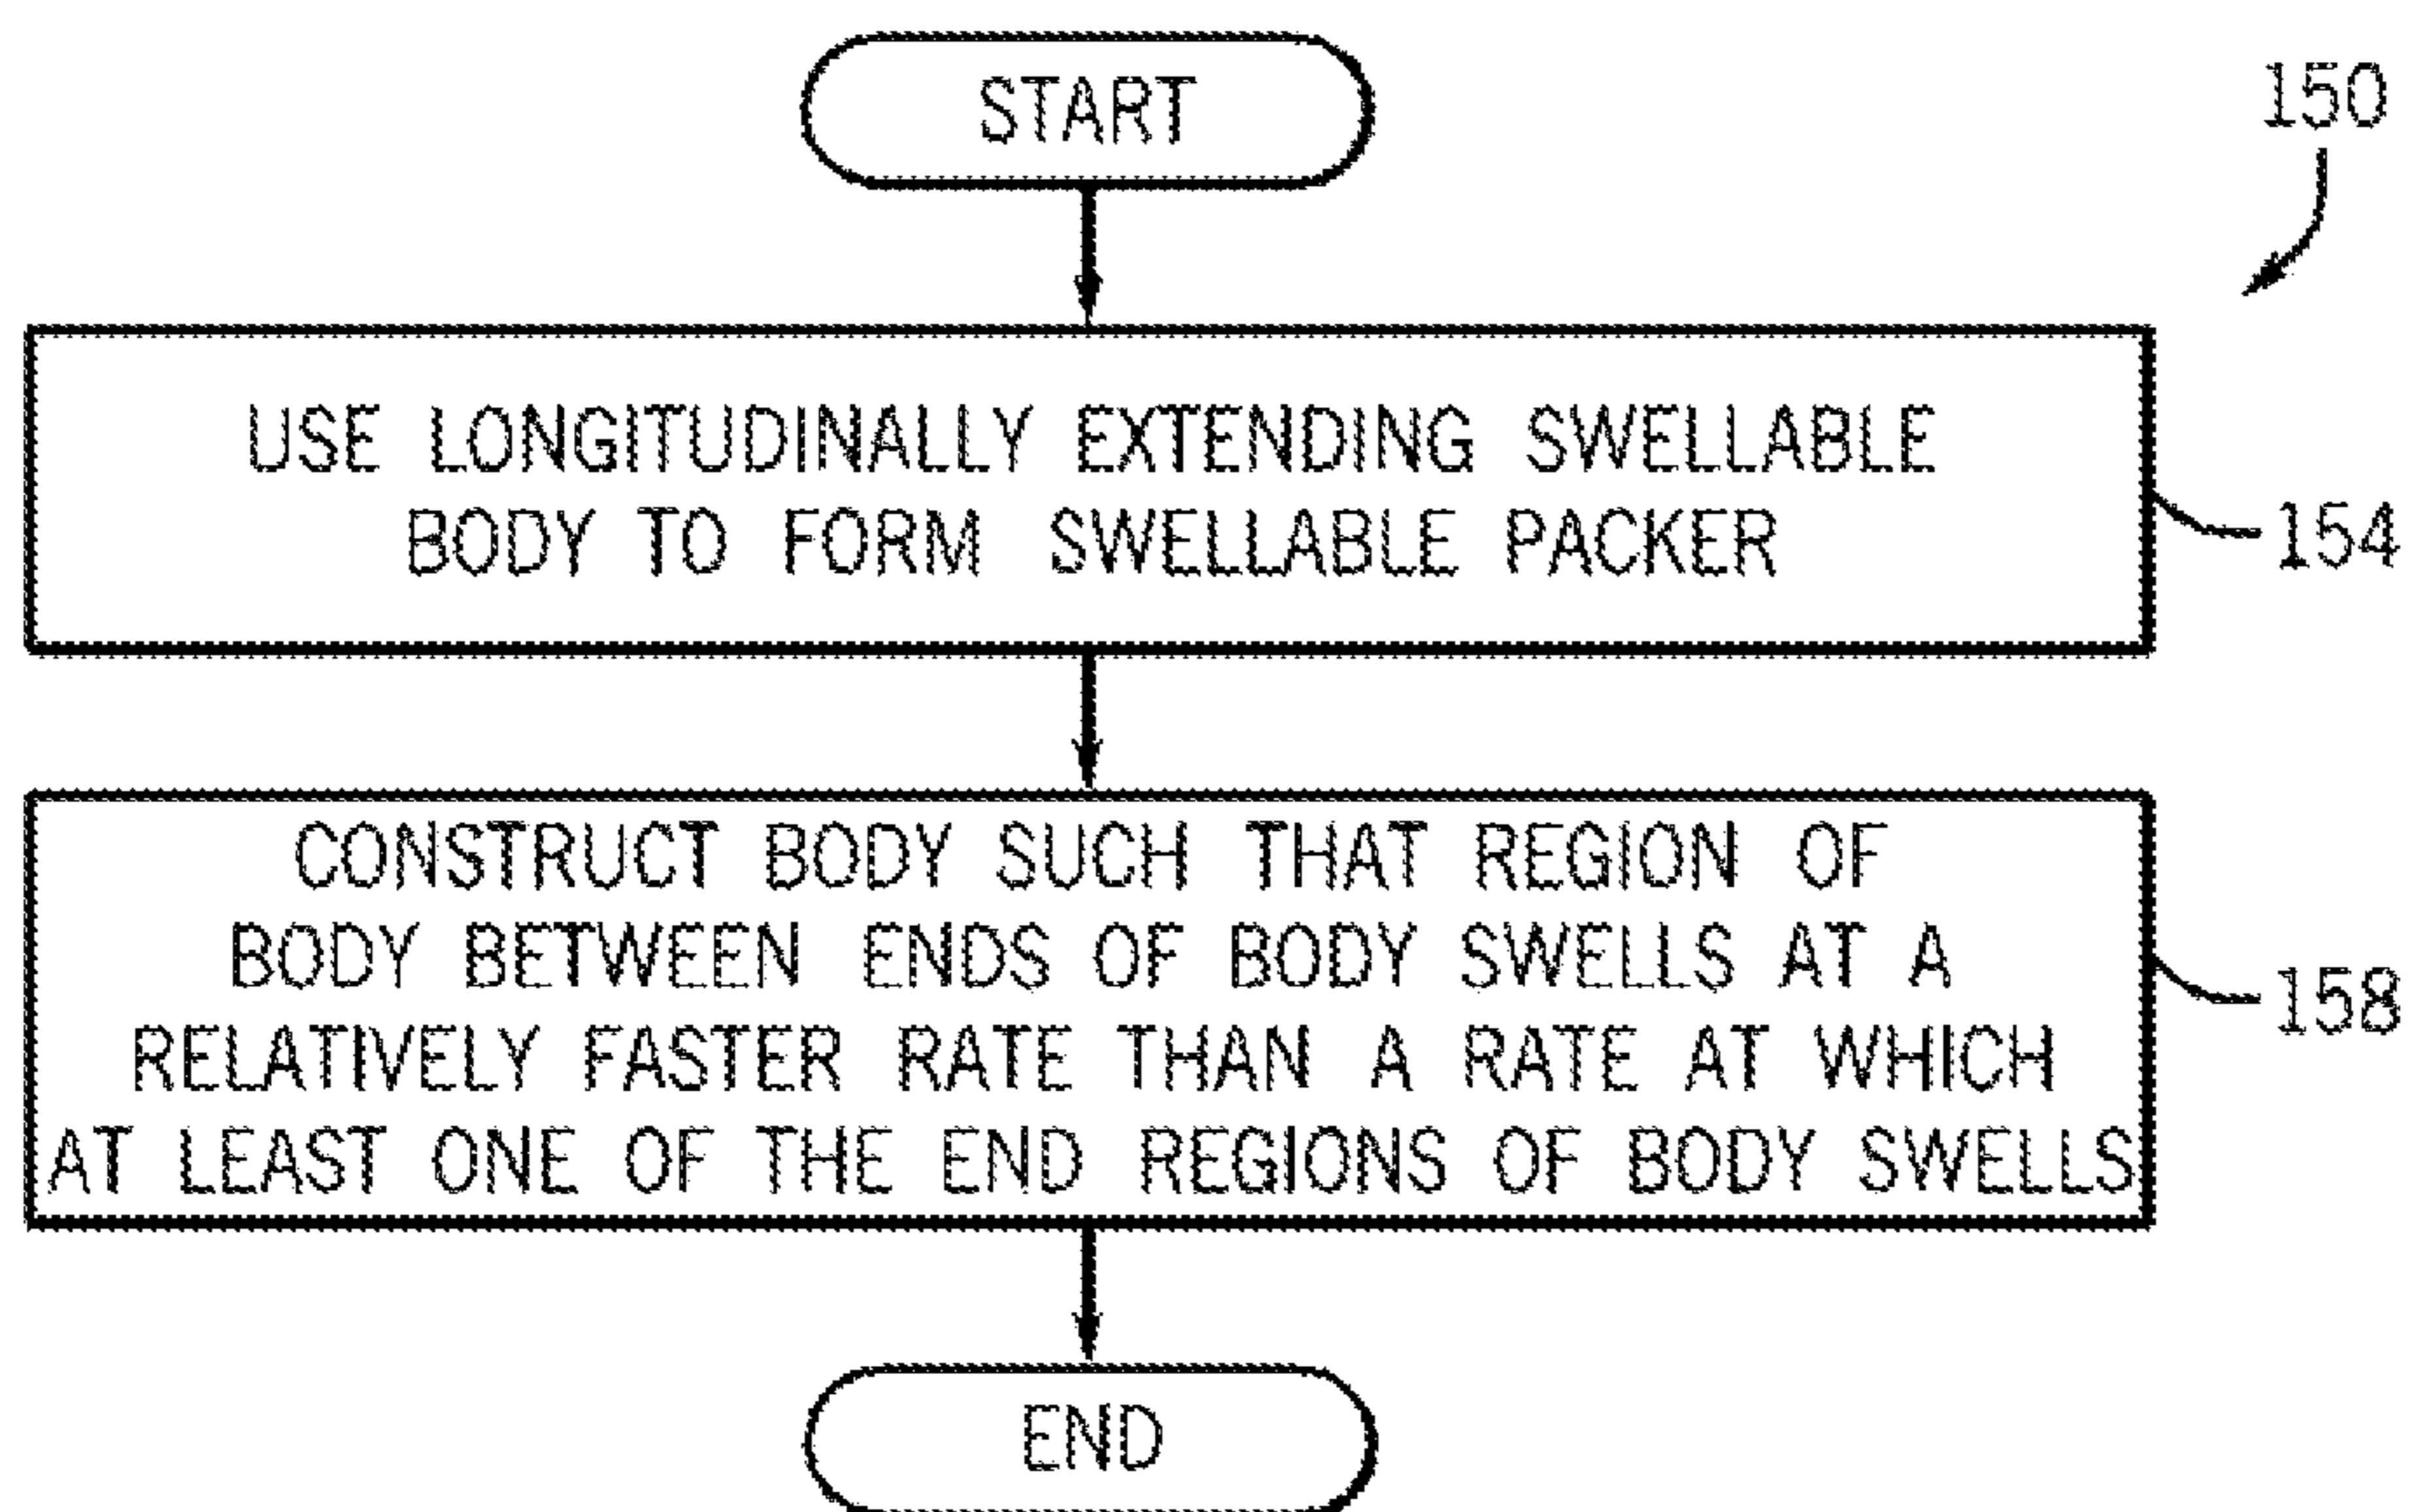 START
150
USE LONGITUDINALLY EXTENDING SWELLABLE
BODY TO FORM SWELLABLE PACKER
154
CONSTRUCT BODY SUCH THAT REGION OF
BODY BETWEEN ENDS OF BODY SWELLS AT A
RELATIVELY FASTER RATE THAN A RATE AT WHICH
AT LEAST ONE OF THE END REGIONS OF BODY SWELLS
158
END